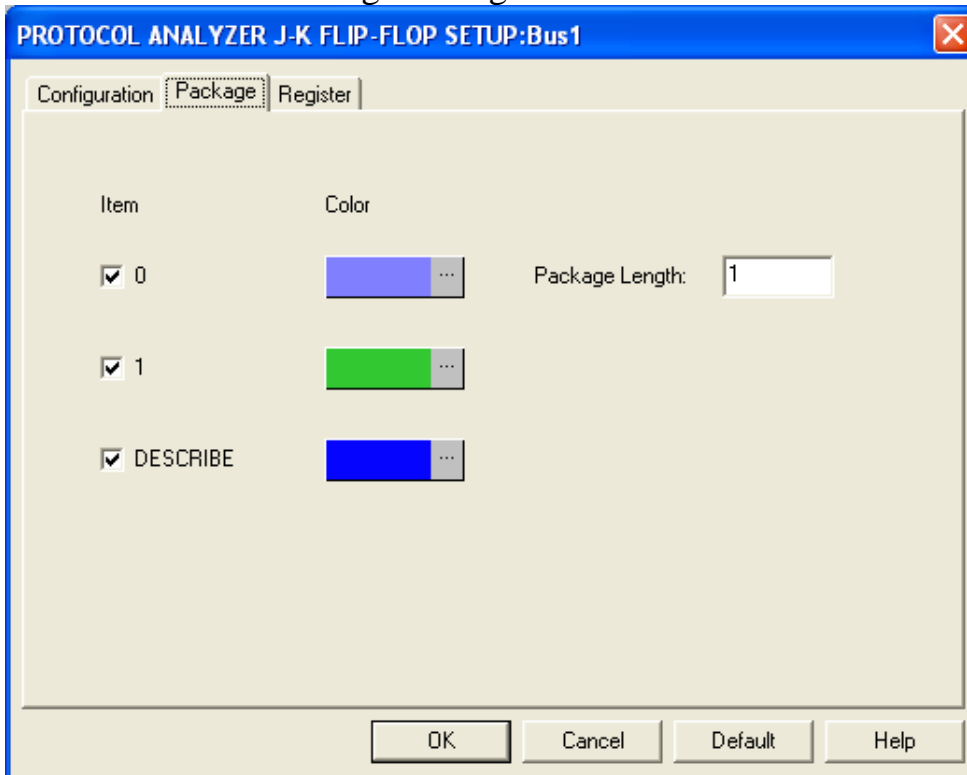 PROTOCOL ANALYZER J-K FLIP-FLOP SETUP:Bus1
Configuration Package Register
Item Color
0 ... Package Length: 1
1 ...
DESCRIBE ...
OK Cancel Default Help